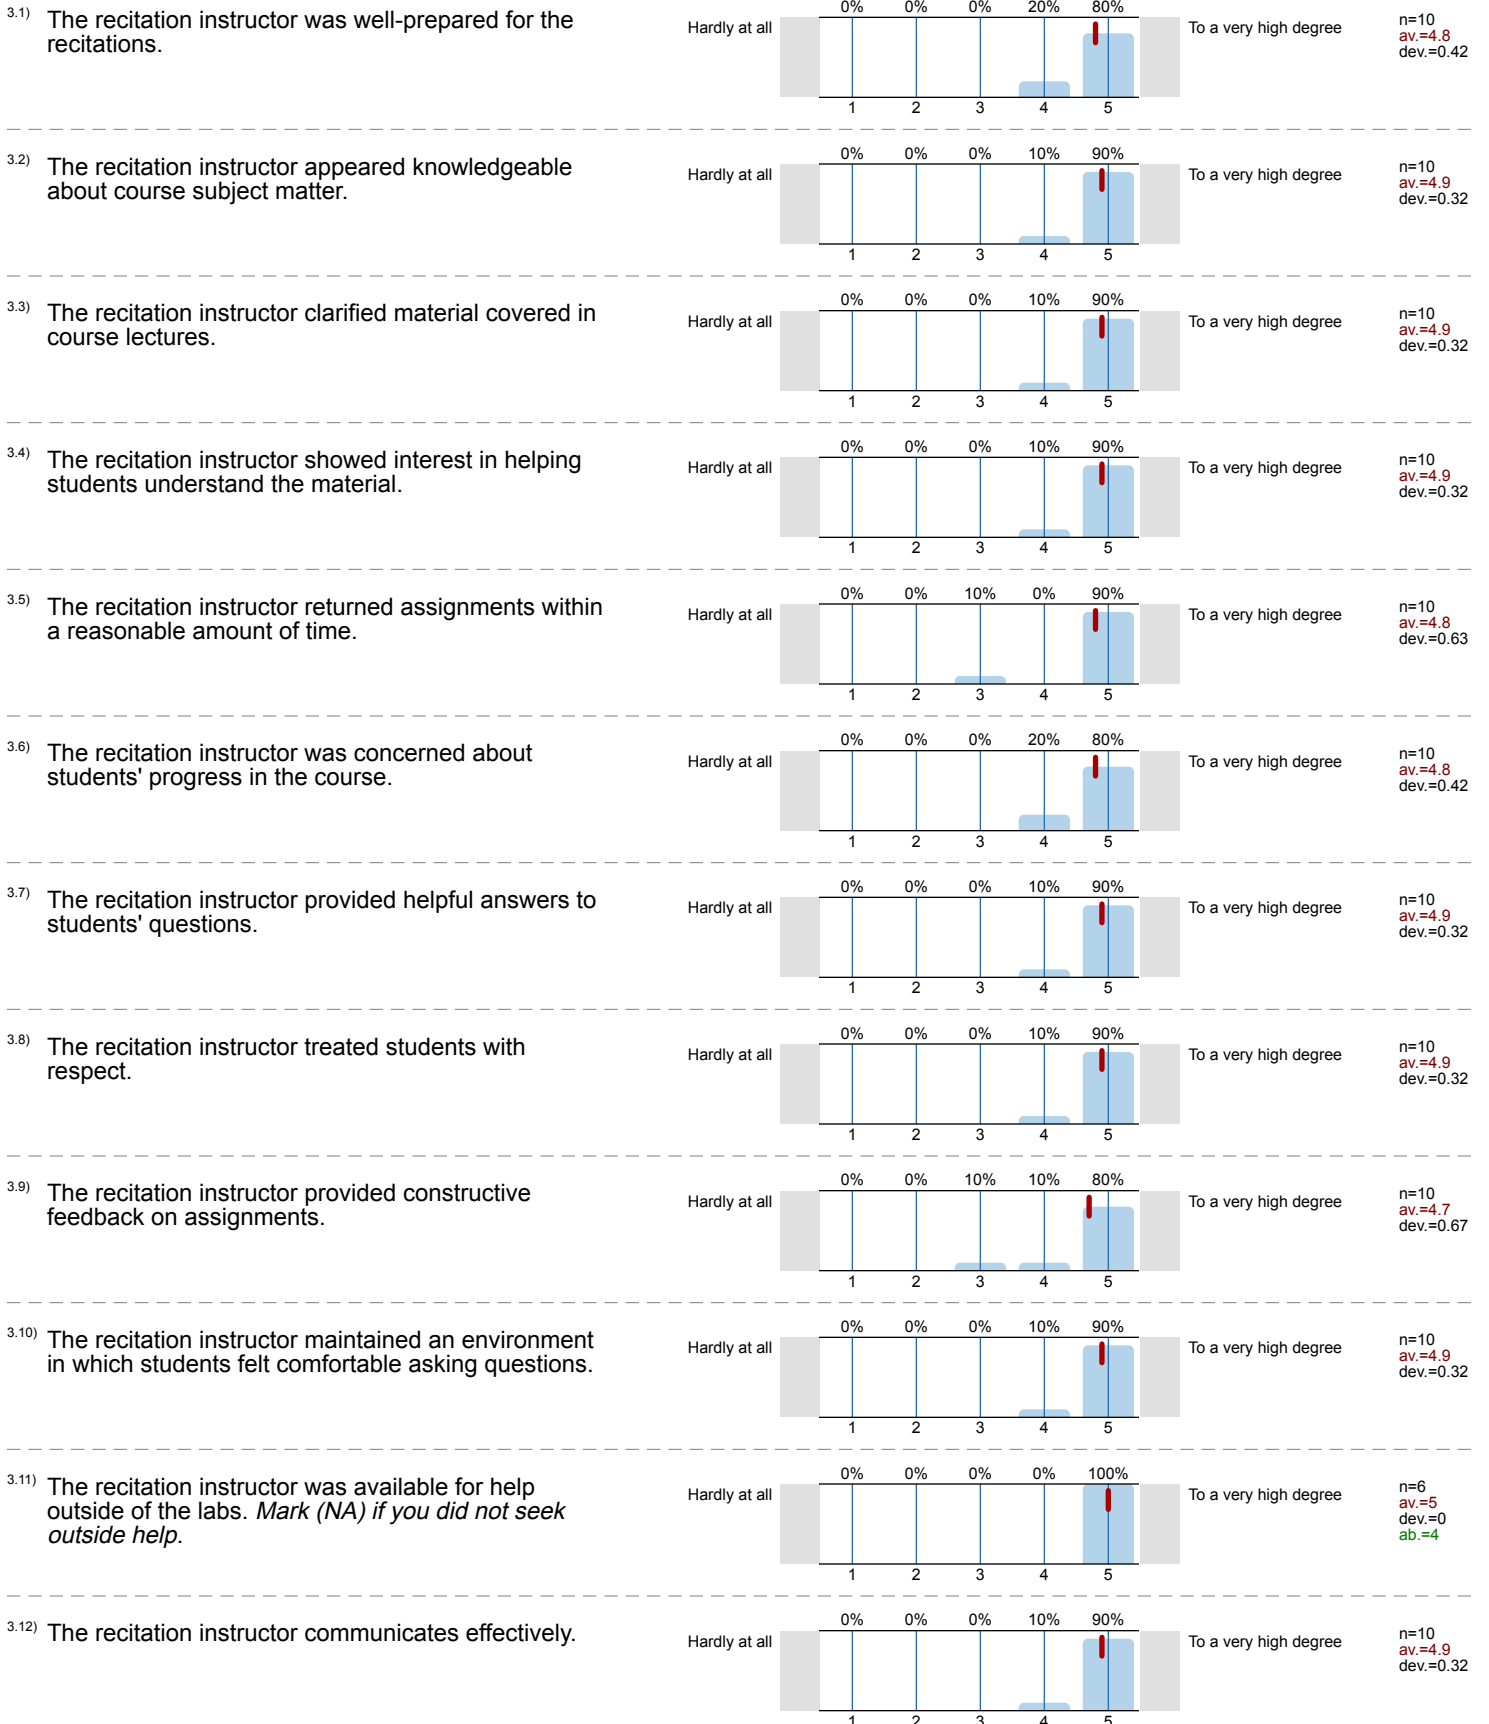 3.1) The recitation instructor was well-prepared for the
recitations.
Hardly at all
0% 0% 0% 20% 80%
1 2 3 4 5
To a very high degree
n=10
av.=4.8
dev.=0.42
3.2) The recitation instructor appeared knowledgeable
about course subject matter.
Hardly at all
0% 0% 0% 10% 90%
1 2 3 4 5
To a very high degree
n=10
av.=4.9
dev.=0.32
3.3) The recitation instructor clarified material covered in
course lectures.
Hardly at all
0% 0% 0% 10% 90%
1 2 3 4 5
To a very high degree
n=10
av.=4.9
dev.=0.32
3.4) The recitation instructor showed interest in helping
students understand the material.
Hardly at all
0% 0% 0% 10% 90%
1 2 3 4 5
To a very high degree
n=10
av.=4.9
dev.=0.32
3.5) The recitation instructor returned assignments within
a reasonable amount of time.
Hardly at all
0% 0% 10% 0% 90%
1 2 3 4 5
To a very high degree
n=10
av.=4.8
dev.=0.63
3.6) The recitation instructor was concerned about
students' progress in the course.
Hardly at all
0% 0% 0% 20% 80%
1 2 3 4 5
To a very high degree
n=10
av.=4.8
dev.=0.42
3.7) The recitation instructor provided helpful answers to
students' questions.
Hardly at all
0% 0% 0% 10% 90%
1 2 3 4 5
To a very high degree
n=10
av.=4.9
dev.=0.32
3.8) The recitation instructor treated students with
respect.
Hardly at all
0% 0% 0% 10% 90%
1 2 3 4 5
To a very high degree
n=10
av.=4.9
dev.=0.32
3.9) The recitation instructor provided constructive
feedback on assignments.
Hardly at all
0% 0% 10% 10% 80%
1 2 3 4 5
To a very high degree
n=10
av.=4.7
dev.=0.67
3.10) The recitation instructor maintained an environment
in which students felt comfortable asking questions.
Hardly at all
0% 0% 0% 10% 90%
1 2 3 4 5
To a very high degree
n=10
av.=4.9
dev.=0.32
3.11) The recitation instructor was available for help
outside of the labs. Mark (NA) if you did not seek
outside help.
Hardly at all
0% 0% 0% 0% 100%
1 2 3 4 5
To a very high degree
n=6
av.=5
dev.=0
ab.=4
3.12) The recitation instructor communicates effectively.
Hardly at all
0% 0% 0% 10% 90%
1 2 3 4 5
To a very high degree
n=10
av.=4.9
dev.=0.32